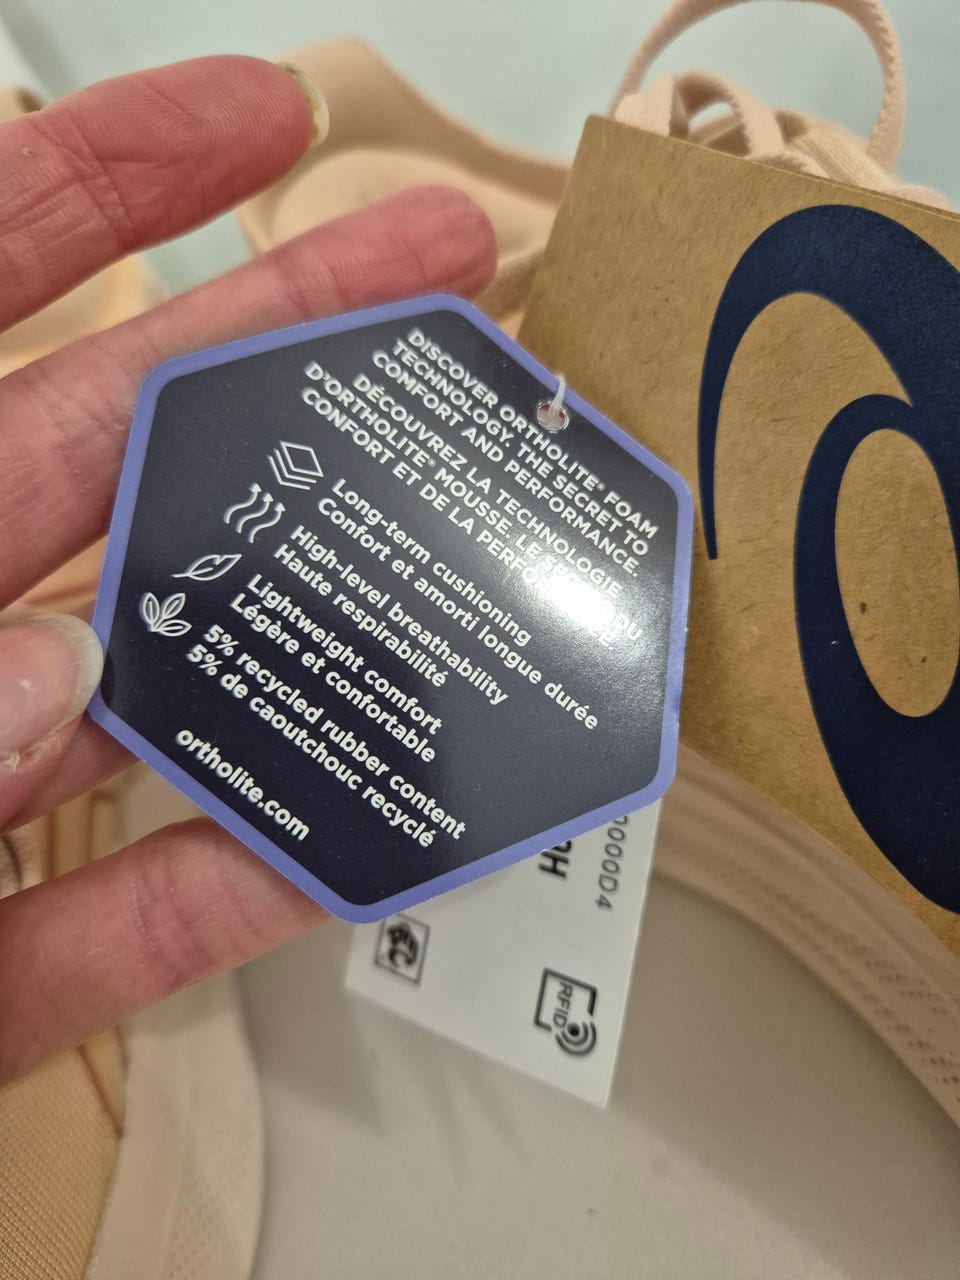 DISCOVER ORTHOLITE® FOAM
TECHNOLOGY. THE SECRET TO
COMFORT AND PERFORMANCE.
DÉCOUVREZ LA TECHNOLOGIE
D'ORTHOLITE® MOUSSE. LE DU
CONFORT ET DE LA
Long-term cushioning
Confort et amorti longue durée
High-level breathability
Haute respirabilité
Lightweight comfort
Légère et confortable
5% recycled rubber content
5% de caoutchouc recyclé
ortholite.com
0000D4
RFID